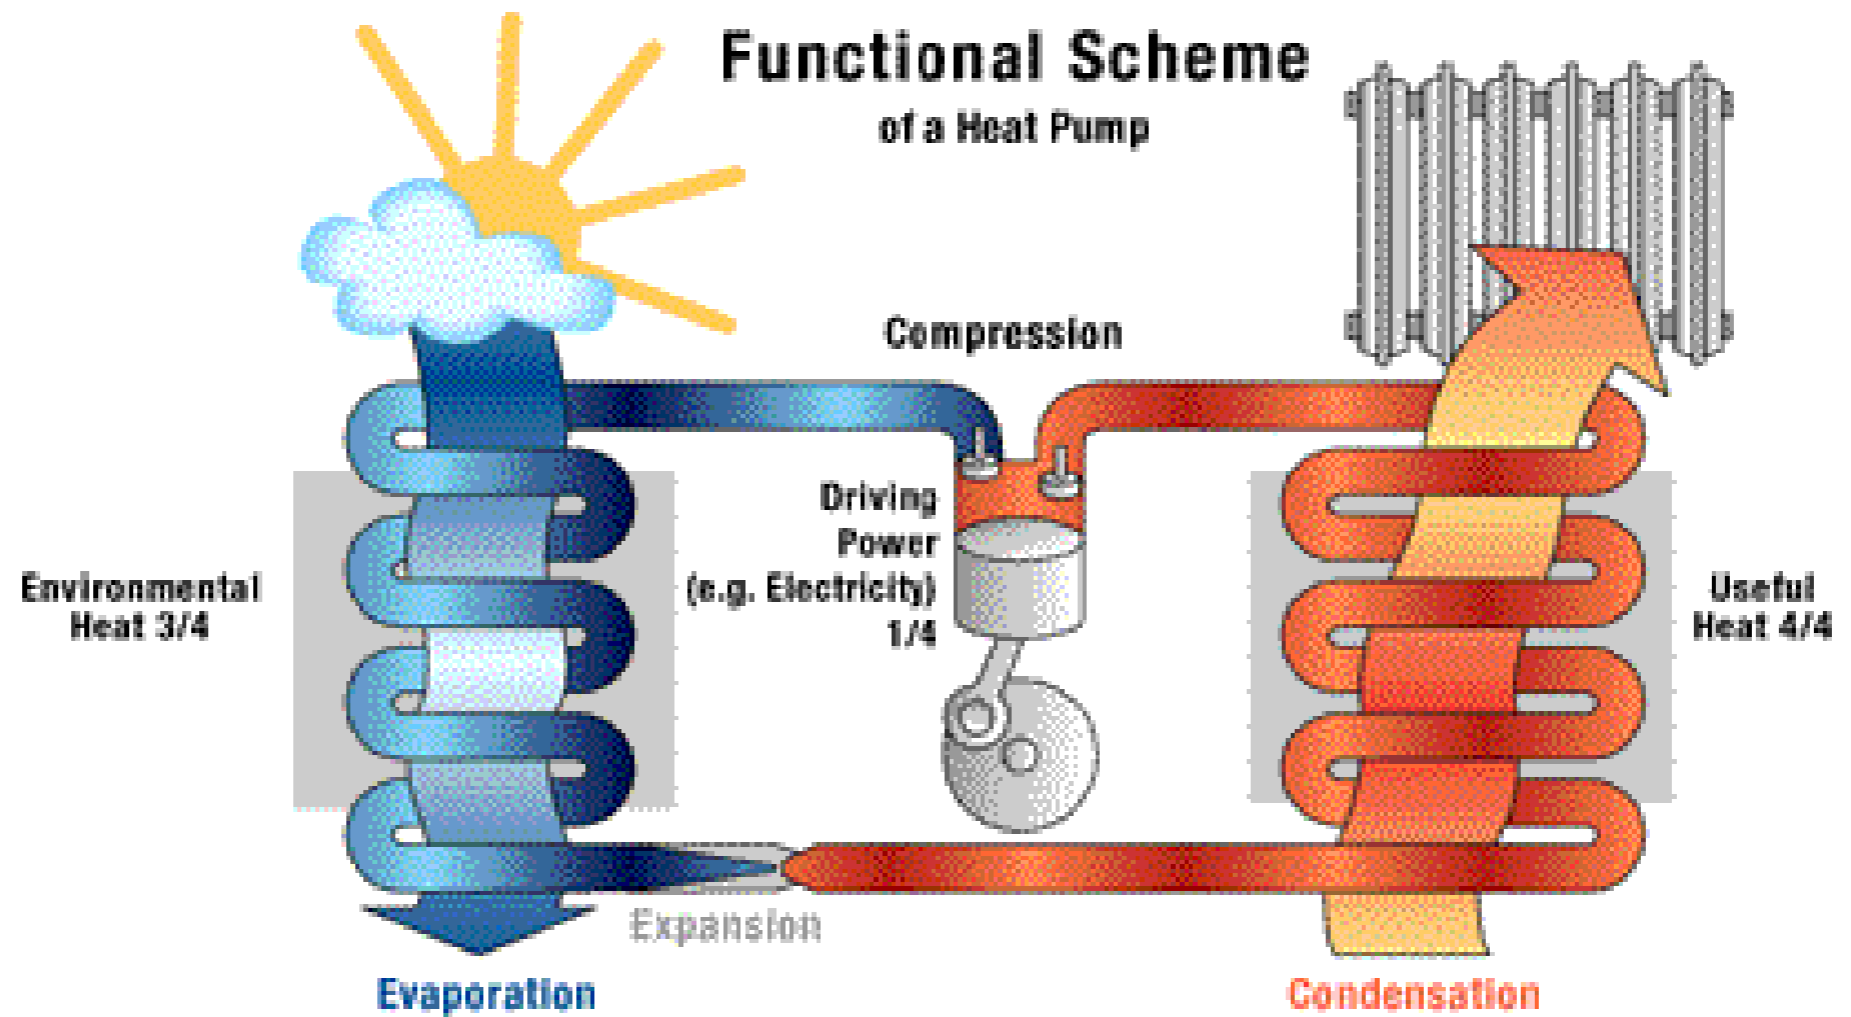 Functional Scheme
of a Heat Pump
Compression
Driving
Power
(e.g. Electricity)
1/4
Environmental
Heat 3/4
Useful
Heat 4/4
Expansion
Evaporation
Condensation